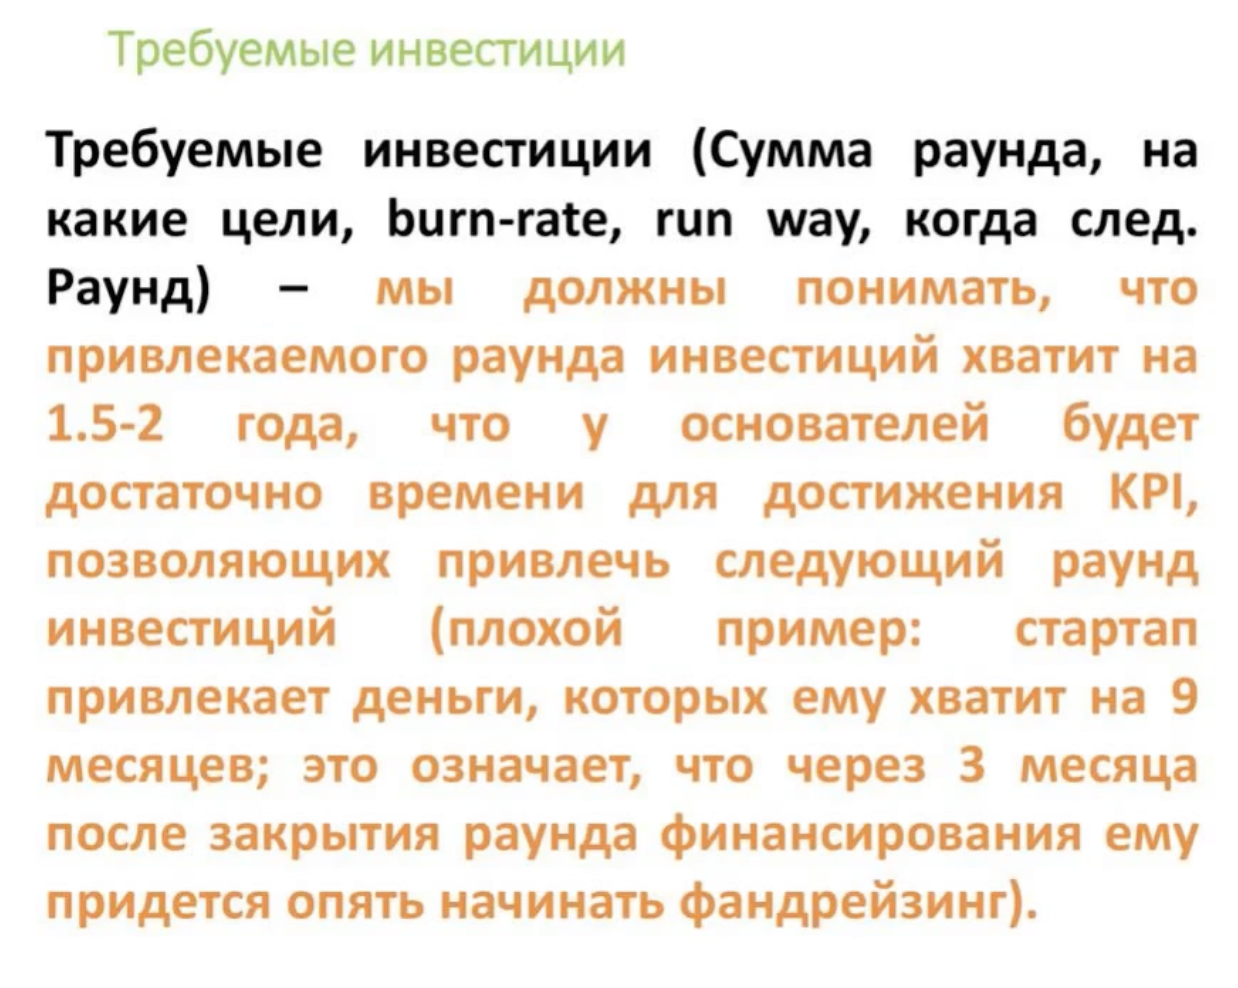 Требуемые инвестиции
Требуемые инвестиции (Сумма раунда, на
какие цели, burn-rate, run way, когда след.
Раунд) – мы должны понимать, что
привлекаемого раунда инвестиций хватит на
1.5-2 года, что у основателей будет
достаточно времени для достижения KPI,
позволяющих привлечь следующий раунд
инвестиций (плохой пример: стартап
привлекает деньги, которых ему хватит на 9
месяцев; это означает, что через 3 месяца
после закрытия раунда финансирования ему
придется опять начинать фандрейзинг).